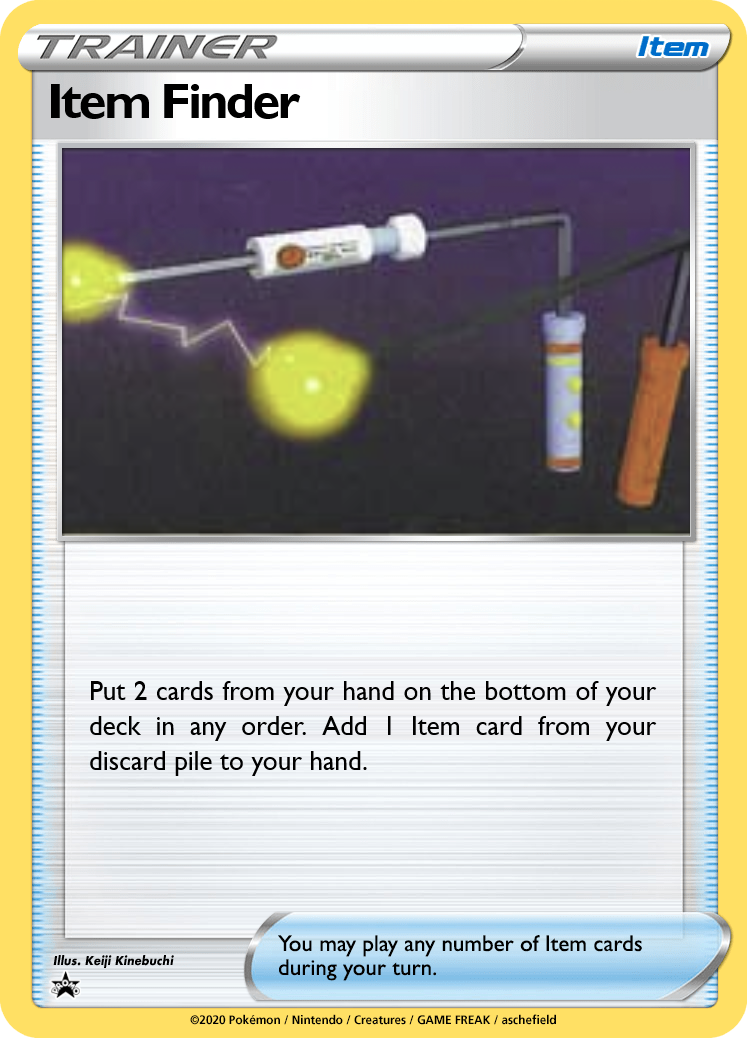 TRAINER
Item
Item Finder
Put 2 cards from your hand on the bottom of your
deck in any order. Add 1 Item card from your
discard pile to your hand.
You may play any number of Item cards
during your turn.
Illus. Keiji Kinebuchi
©2020 Pokémon / Nintendo / Creatures / GAME FREAK / aschefield